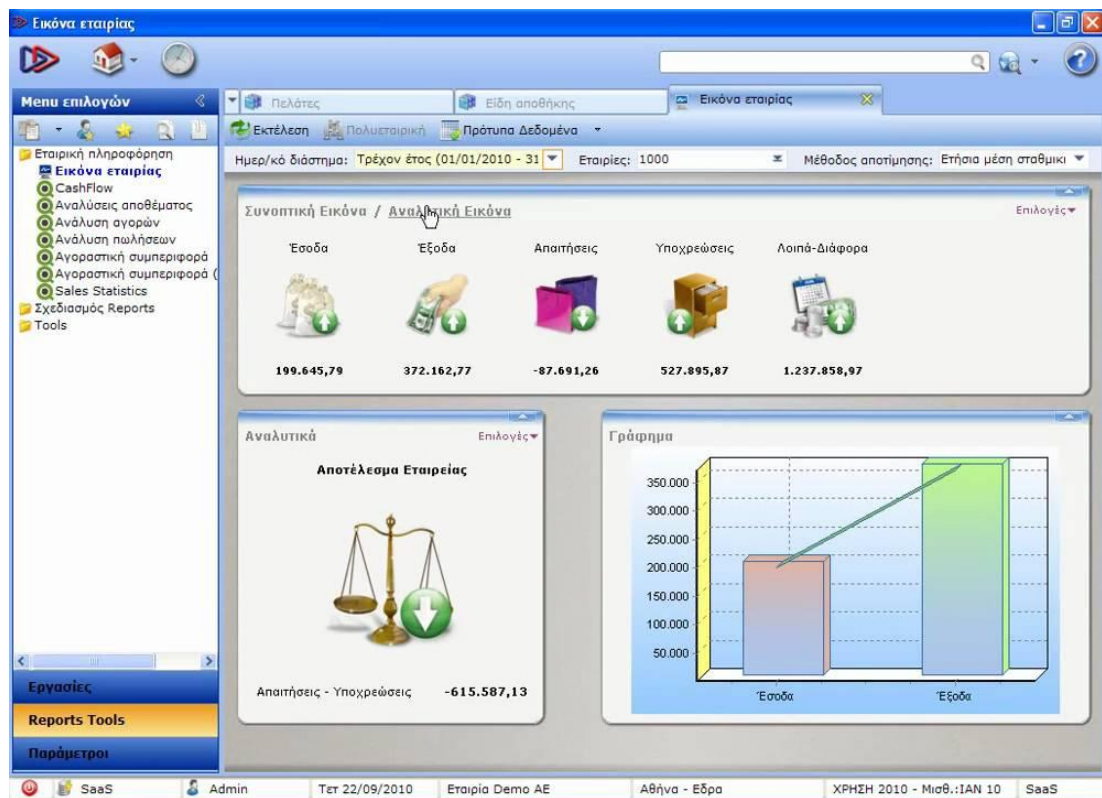 Εικόνα εταιρίας
Menu επιλογών
Πελάτες
Είδη αποθήκης
Εικόνα εταιρίας
Εκτέλεση Πολυεταιρική Πρότυπα Δεδομένα
Ημερ/κό διάστημα: Τρέχον έτος (01/01/2010 - 31 Εταιρίες: 1000 Μέθοδος αποτίμησης: Ετήσια μέση σταθμικι
Εταιρική πληροφόρηση
Εικόνα εταιρίας
CashFlow
Αναλύσεις αποθέματος
Ανάλυση αγορών
Ανάλυση πωλήσεων
Αγοραστική συμπεριφορά
Αγοραστική συμπεριφορά (
Sales Statistics
Σχεδιασμός Reports
Tools
Εργασίες
Reports Tools
Παράμετροι
Συνοπτική Εικόνα / Αναλυτική Εικόνα
Επιλογές
Έσοδα Έξοδα Απαιτήσεις Υποχρεώσεις Λοιπά-Διάφορα
199.645,79 372.162,77 -87.691,26 527.895,87 1.237.858,97
Αναλυτικά Επιλογές
Αποτέλεσμα Εταιρείας
Απαιτήσεις - Υποχρεώσεις -615.587,13
Γράφημα
350.000
300.000
250.000
200.000
150.000
100.000
50.000
Έσοδα Έξοδα
SaaS Admin Τετ 22/09/2010 Εταιρία Demo ΑΕ Αθήνα - Εδρα ΧΡΗΣΗ 2010 - Μισθ.:ΙΑΝ 10 SaaS